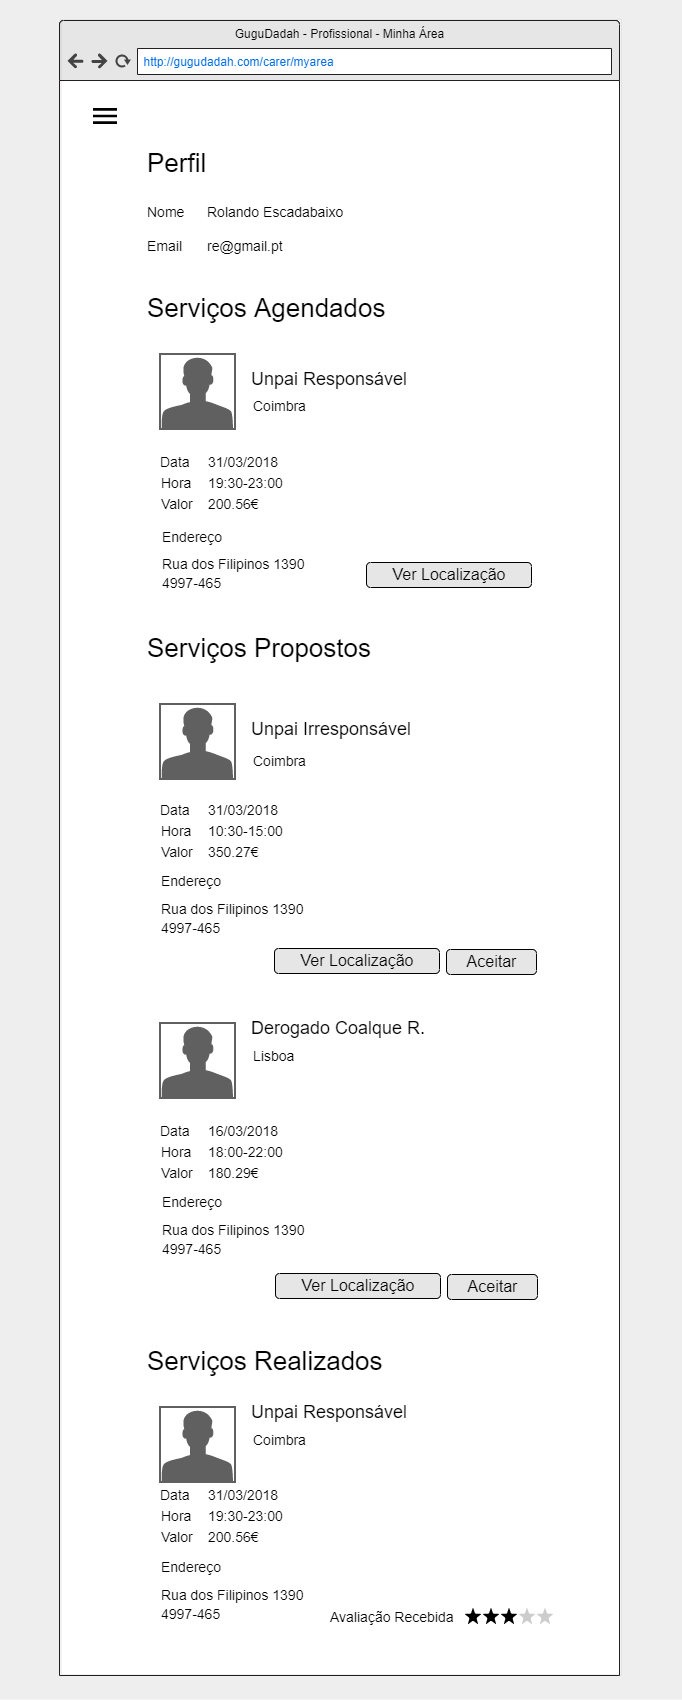 GuguDadah - Profissional - Minha Área
http://gugudadah.com/carer/myarea
Perfil
Nome Rolando Escadabaixo
Email re@gmail.pt
Serviços Agendados
Unpai Responsável
Coimbra
Data 31/03/2018
Hora 19:30-23:00
Valor 200.56€
Endereço
Rua dos Filipinos 1390
4997-465
Ver Localização
Serviços Propostos
Unpai Irresponsável
Coimbra
Data 31/03/2018
Hora 10:30-15:00
Valor 350.27€
Endereço
Rua dos Filipinos 1390
4997-465
Ver Localização Aceitar
Derogado Coalque R.
Lisboa
Data 16/03/2018
Hora 18:00-22:00
Valor 180.29€
Endereço
Rua dos Filipinos 1390
4997-465
Ver Localização Aceitar
Serviços Realizados
Unpai Responsável
Coimbra
Data 31/03/2018
Hora 19:30-23:00
Valor 200.56€
Endereço
Rua dos Filipinos 1390
4997-465
Avaliação Recebida